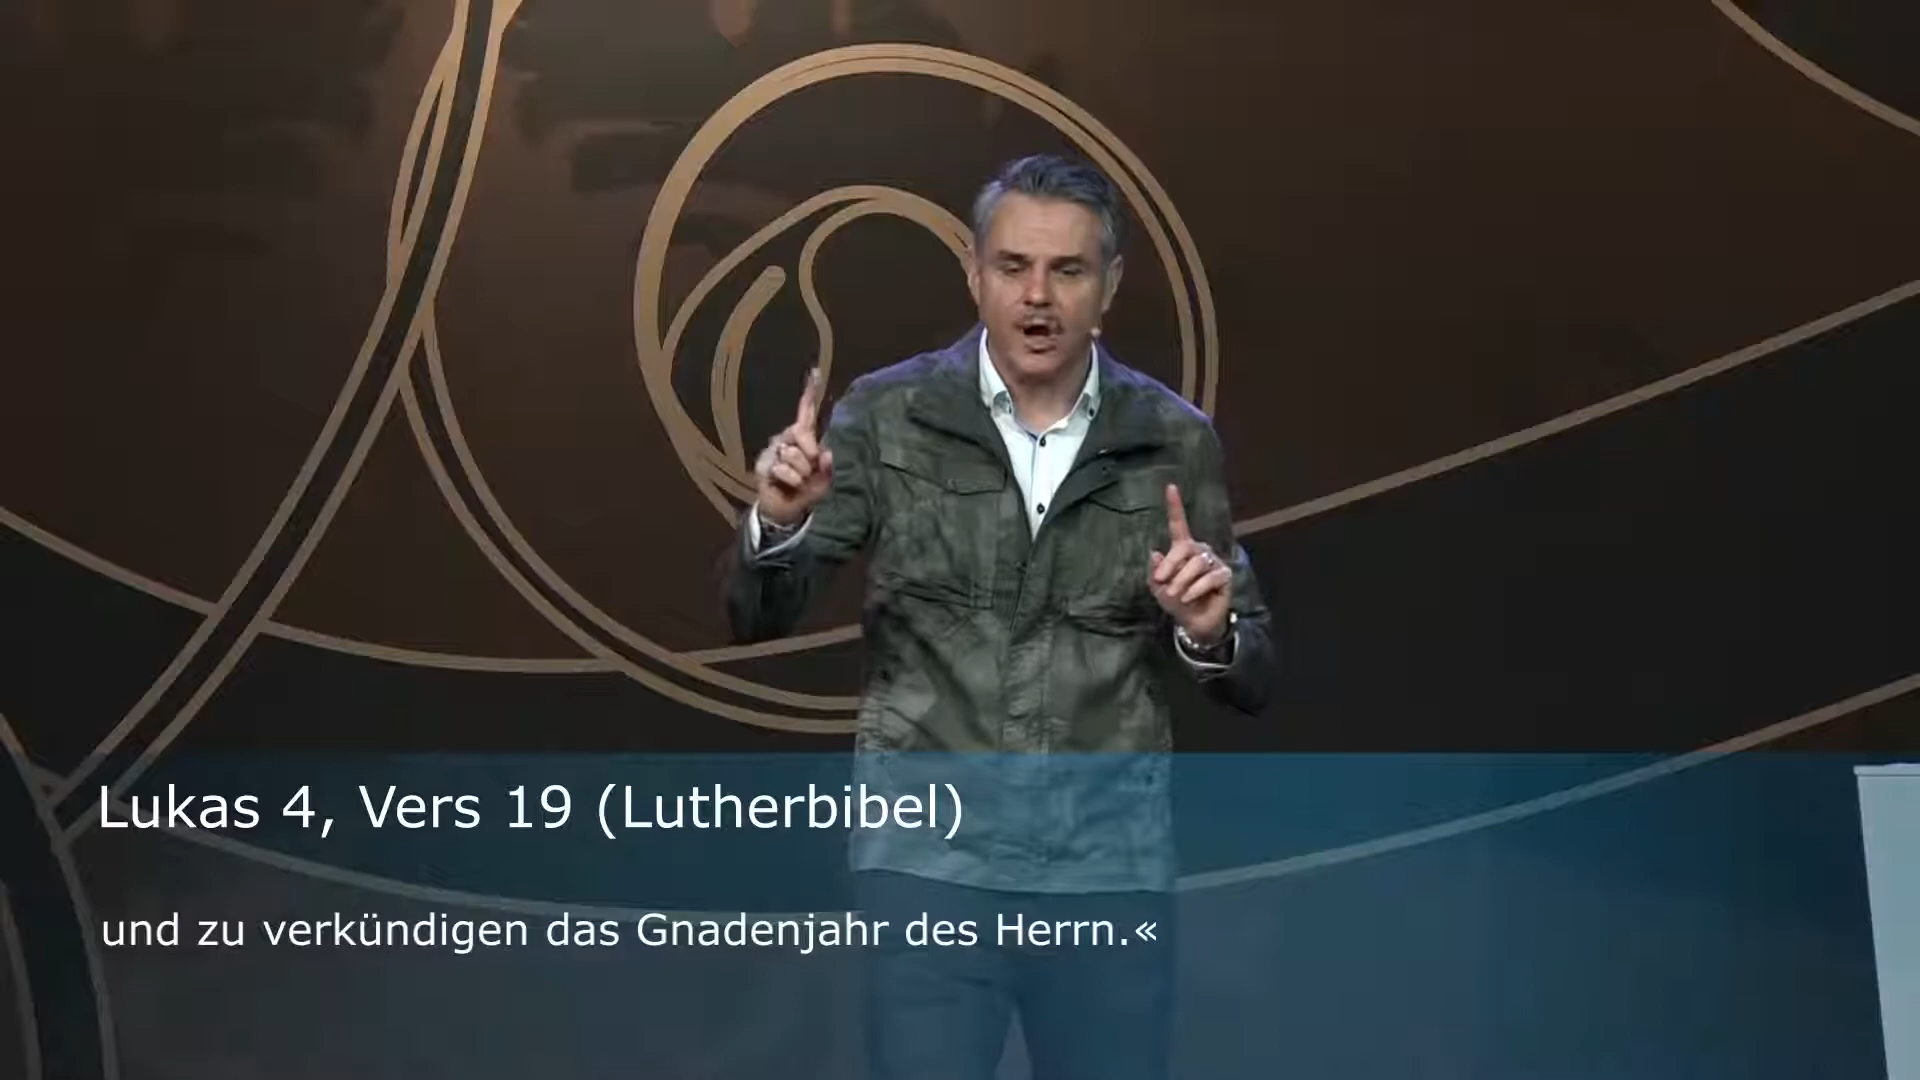 Lukas 4, Vers 19 (Lutherbibel)
und zu verkündigen das Gnadenjahr des Herrn.«